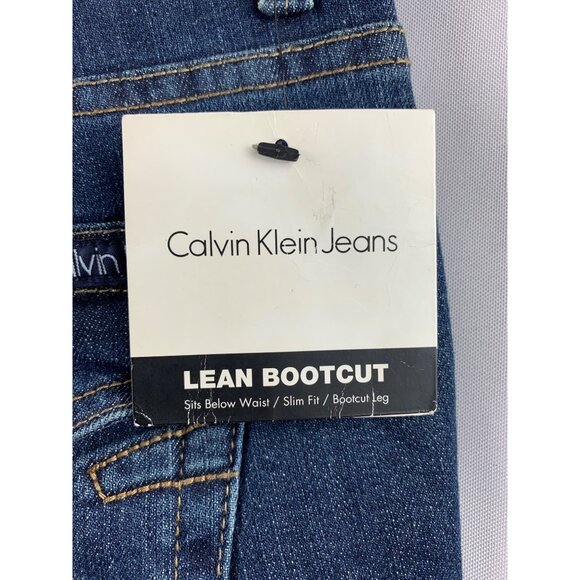 Calvin Klein Jeans
alvin
LEAN BOOTCUT
Sits Below Waist / Slim Fit / Bootcut Leg